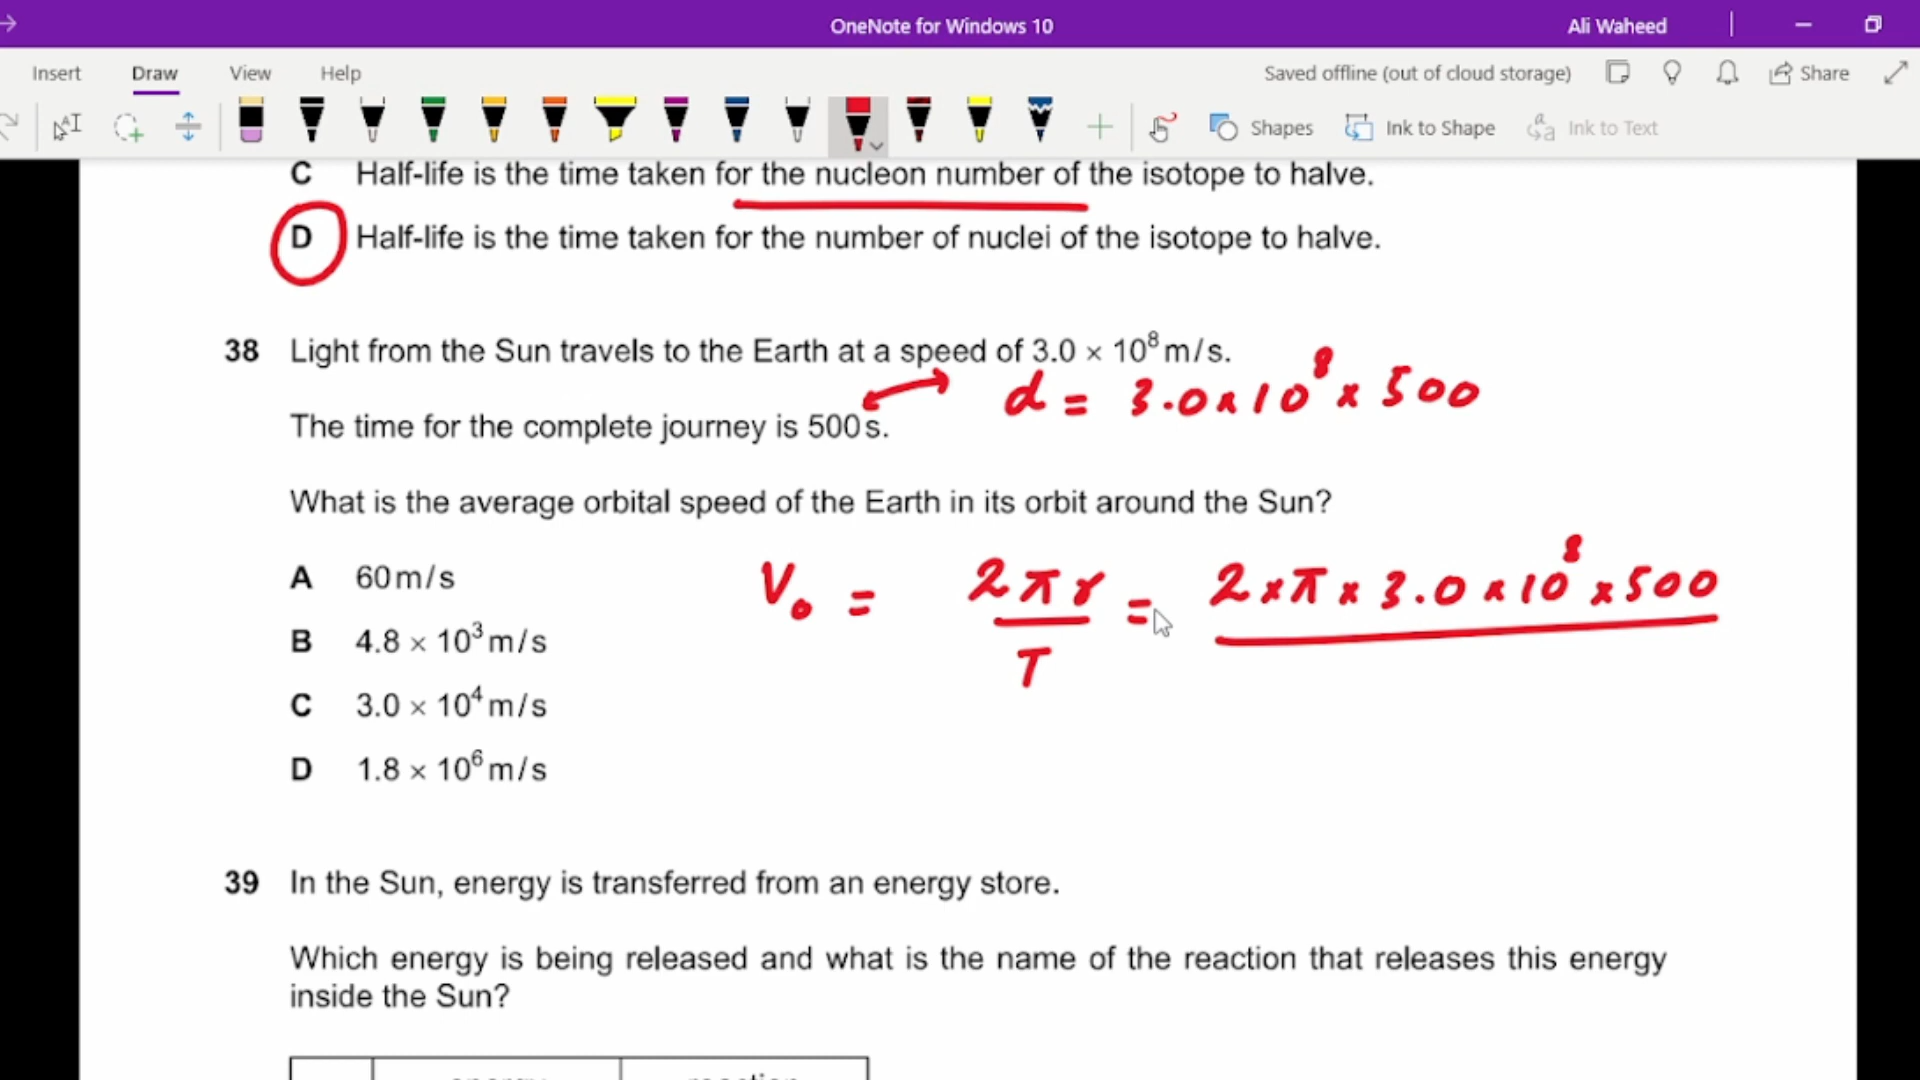 OneNote for Windows 10
Ali Waheed
Insert Draw View Help
Saved offline (out of cloud storage)
Share
Shapes Ink to Shape Ink to Text
C Half-life is the time taken for the nucleon number of the isotope to halve.
D Half-life is the time taken for the number of nuclei of the isotope to halve.
38 Light from the Sun travels to the Earth at a speed of 3.0 × 10⁸ m/s.
d = 3.0 × 10⁸ × 500
The time for the complete journey is 500 s.
What is the average orbital speed of the Earth in its orbit around the Sun?
A 60 m/s
V₀ = 2πr / T = 2 × π × 3.0 × 10⁸ × 500
B 4.8 × 10³ m/s
C 3.0 × 10⁴ m/s
D 1.8 × 10⁶ m/s
39 In the Sun, energy is transferred from an energy store.
Which energy is being released and what is the name of the reaction that releases this energy
inside the Sun?